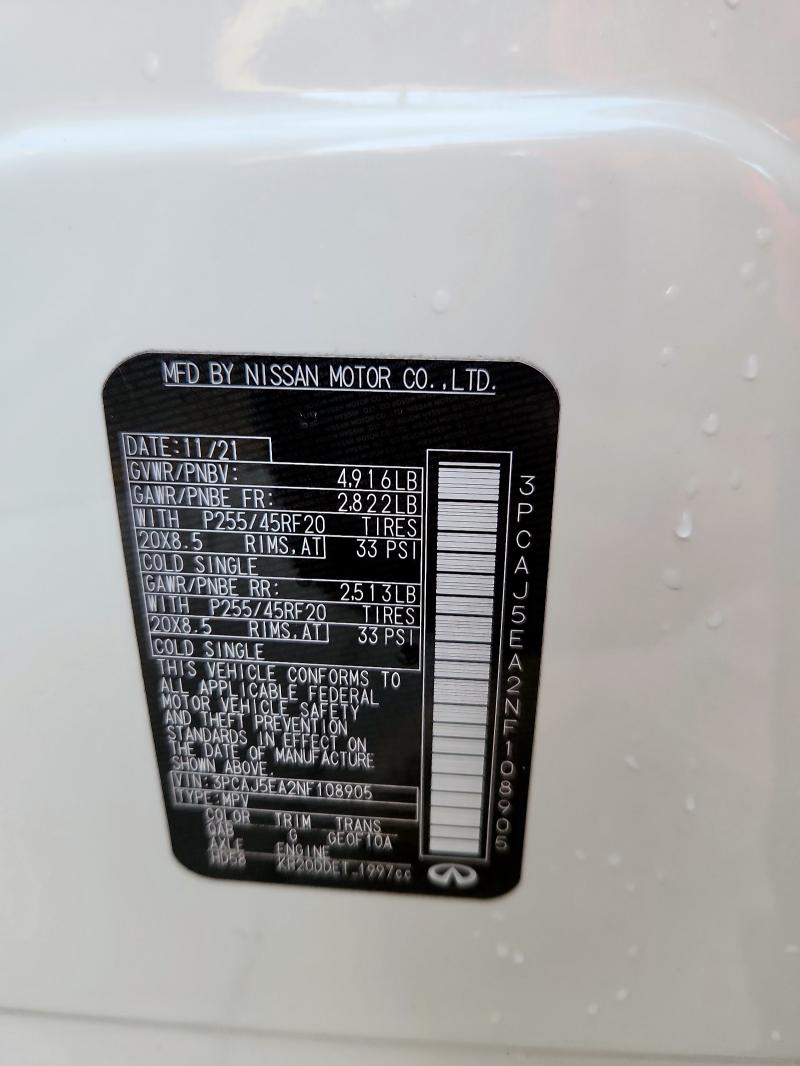 MFD BY NISSAN MOTOR CO.,LTD.
DATE:11/21
GVWR/PNBV: 4,916LB
GAWR/PNBE FR: 2,822LB
WITH P255/45RF20 TIRES
20X8.5 RIMS,AT 33 PSI
COLD SINGLE
GAWR/PNBE RR: 2,513LB
WITH P255/45RF20 TIRES
20X8.5 RIMS,AT 33 PSI
COLD SINGLE
THIS VEHICLE CONFORMS TO
ALL APPLICABLE FEDERAL
MOTOR VEHICLE SAFETY
AND THEFT PREVENTION
STANDARDS IN EFFECT ON
THE DATE OF MANUFACTURE
SHOWN ABOVE.
VIN:3PCAJ5EA2NF108905
TYPE:MPV
COLOR TRIM TRANS
QAB G GEOF10A
AXLE ENGINE
HD58 KR20DDET 1997cc
3PCAJ5EA2NF108905